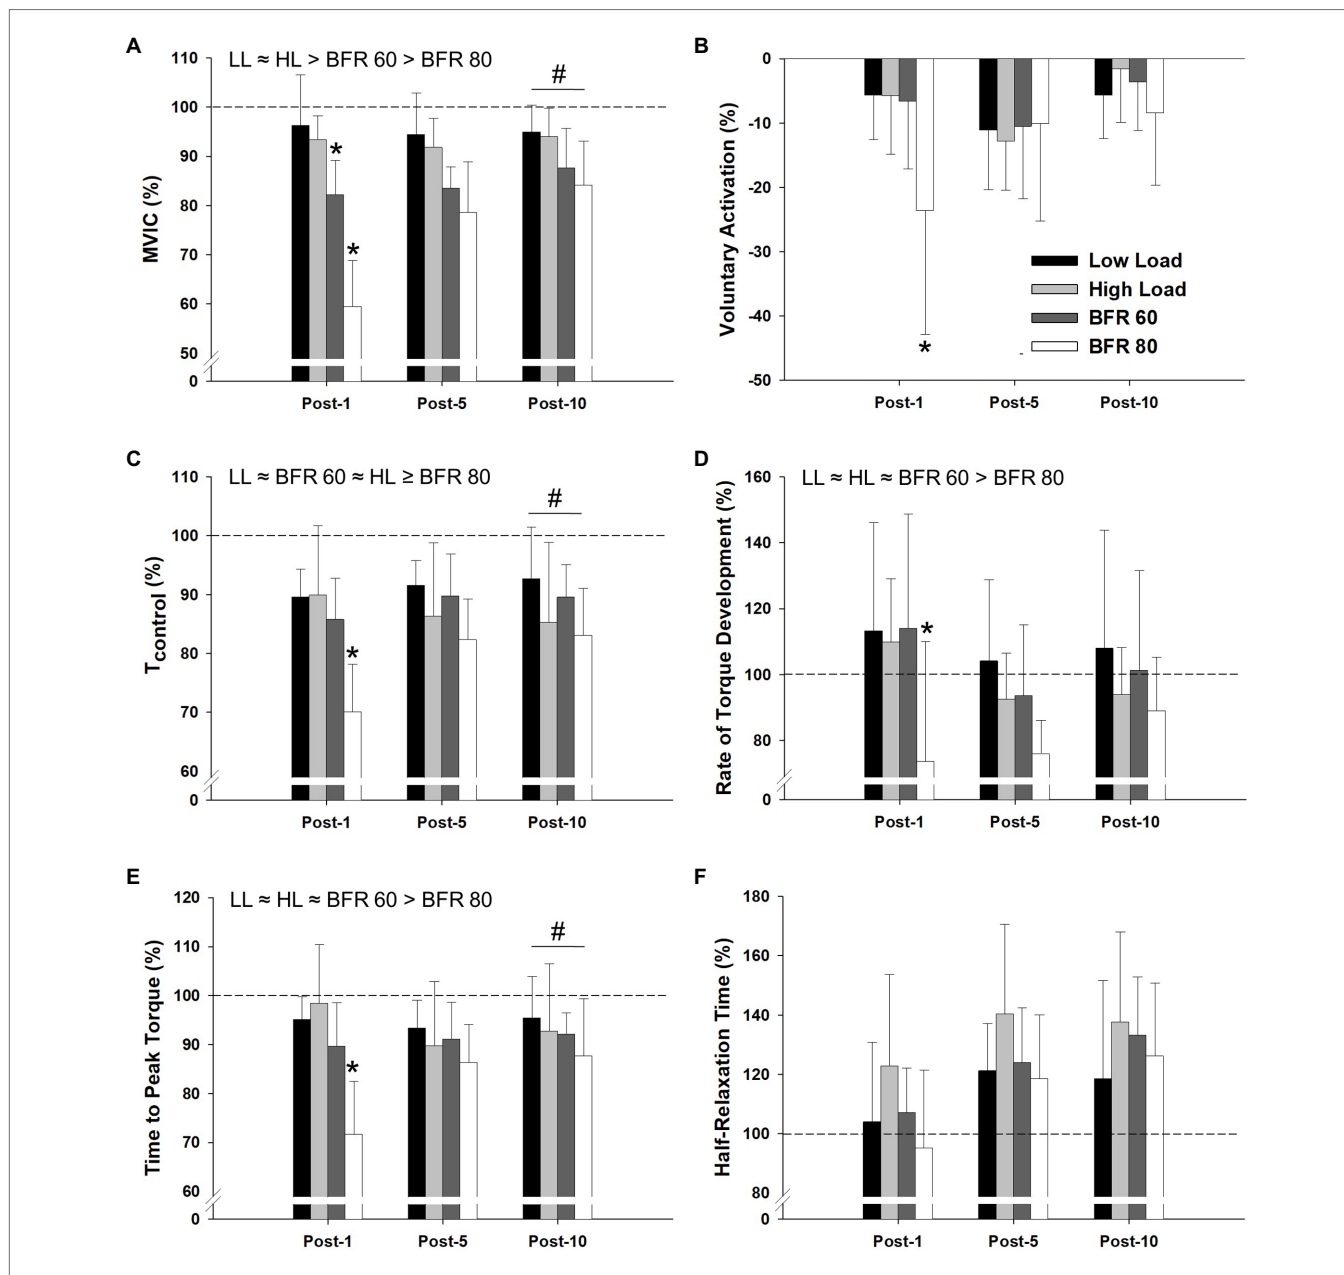 A
LL ≈ HL > BFR 60 > BFR 80
MVIC (%)
110
100
90
80
70
60
50
0
*
*
#
Post-1
Post-5
Post-10
B
Voluntary Activation (%)
0
-10
-20
-30
-40
-50
*
Low Load
High Load
BFR 60
BFR 80
Post-1
Post-5
Post-10
C
LL ≈ BFR 60 ≈ HL ≥ BFR 80
Tcontrol (%)
110
100
90
80
70
60
0
*
#
Post-1
Post-5
Post-10
D
LL ≈ HL ≈ BFR 60 > BFR 80
Rate of Torque Development (%)
160
140
120
100
80
0
*
Post-1
Post-5
Post-10
E
LL ≈ HL ≈ BFR 60 > BFR 80
Time to Peak Torque (%)
120
110
100
90
80
70
60
0
*
#
Post-1
Post-5
Post-10
F
Half-Relaxation Time (%)
180
160
140
120
100
80
0
Post-1
Post-5
Post-10